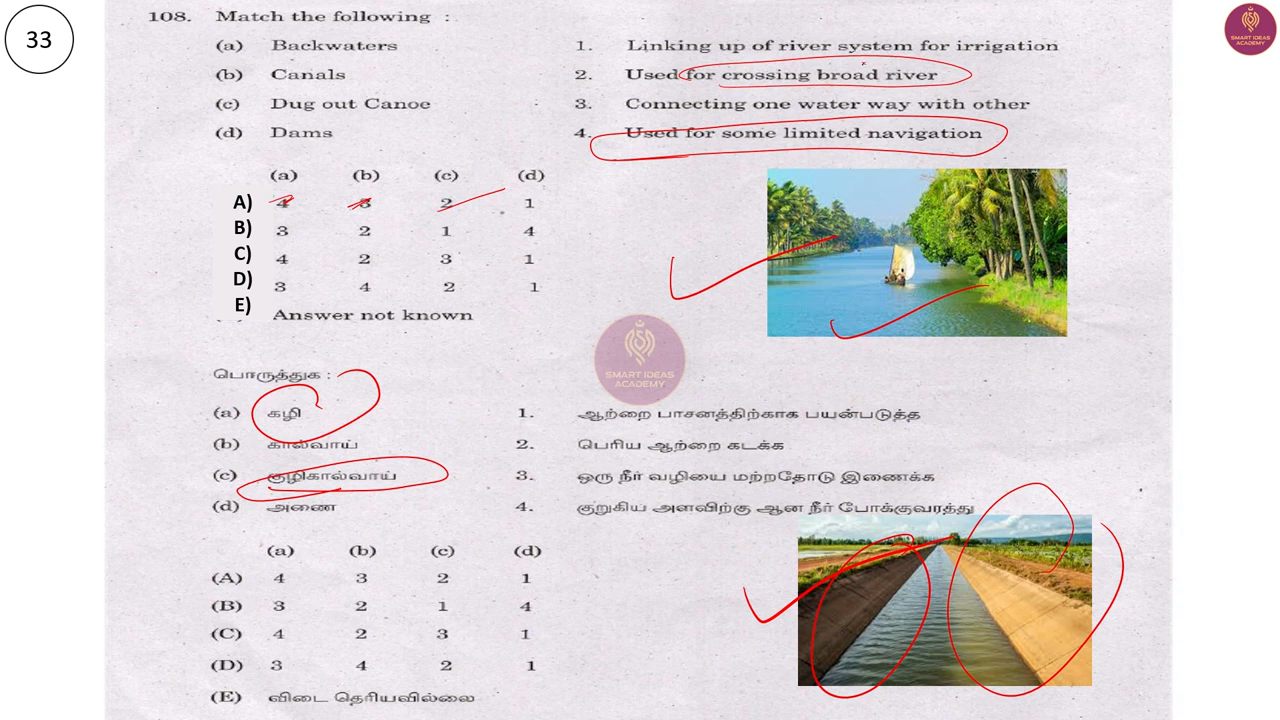 33
SMART IDEAS
ACADEMY
108. Match the following :
(a) Backwaters 1. Linking up of river system for irrigation
(b) Canals 2. Used for crossing broad river
(c) Dug out Canoe 3. Connecting one water way with other
(d) Dams 4. Used for some limited navigation
(a) (b) (c) (d)
A) 4 3 2 1
B) 3 2 1 4
C) 4 2 3 1
D) 3 4 2 1
E) Answer not known
SMART IDEAS
ACADEMY
பொருத்துக :
(a) கழி 1. ஆற்றை பாசனத்திற்காக பயன்படுத்த
(b) கால்வாய் 2. பெரிய ஆற்றை கடக்க
(c) குழிகால்வாய் 3. ஒரு நீர் வழியை மற்றதோடு இணைக்க
(d) அணை 4. குறுகிய அளவிற்கு ஆன நீர் போக்குவரத்து
(a) (b) (c) (d)
(A) 4 3 2 1
(B) 3 2 1 4
(C) 4 2 3 1
(D) 3 4 2 1
(E) விடை தெரியவில்லை